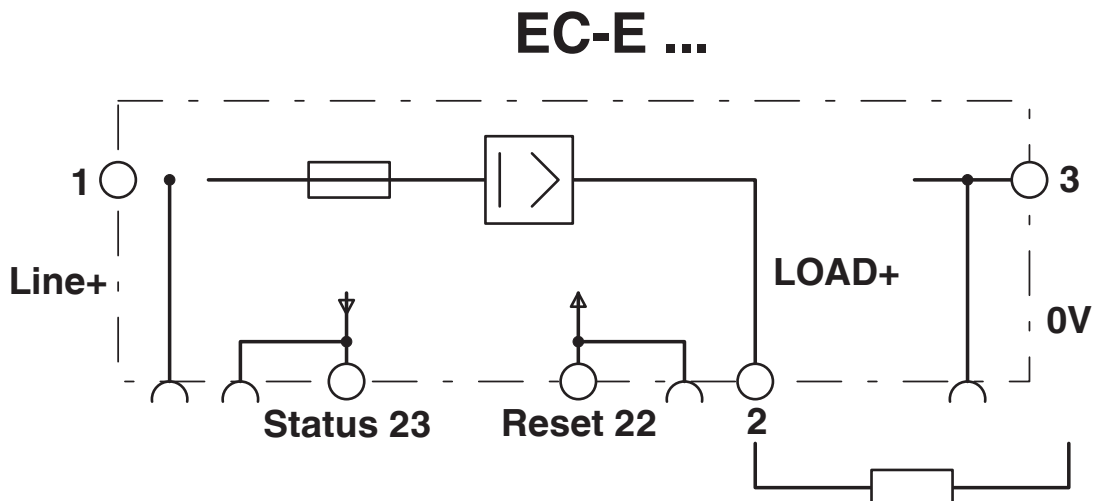 EC-E ...
1
3
Line+
LOAD+
0V
Status 23
Reset 22
2